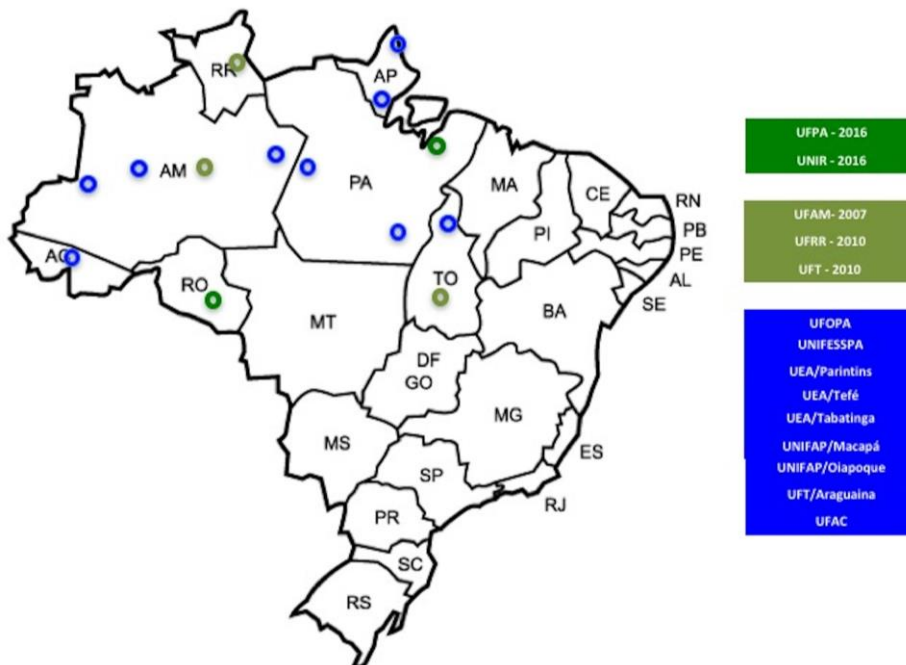 RR
AP
AM
PA
MA
CE
RN
PB
PE
AL
SE
PI
AC
RO
TO
BA
MT
DF
GO
MG
MS
ES
SP
RJ
PR
SC
RS
UFPA - 2016
UNIR - 2016
UFAM- 2007
UFRR - 2010
UFT - 2010
UFOPA
UNIFESSPA
UEA/Parintins
UEA/Tefé
UEA/Tabatinga
UNIFAP/Macapá
UNIFAP/Oiapoque
UFT/Araguaina
UFAC